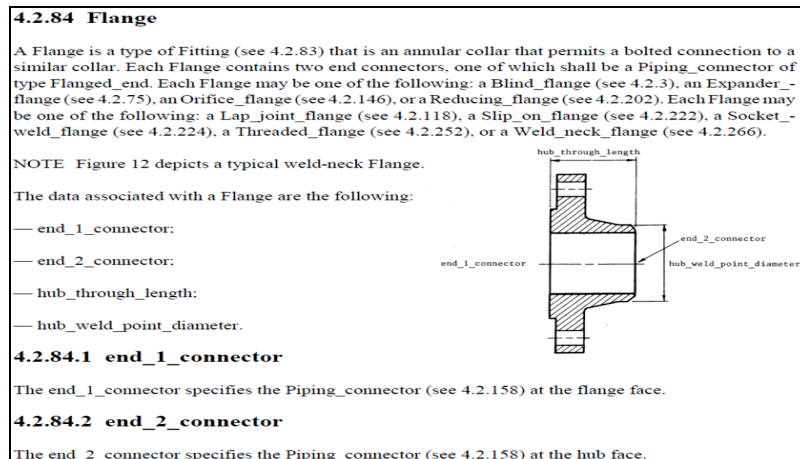 4.2.84 Flange
A Flange is a type of Fitting (see 4.2.83) that is an annular collar that permits a bolted connection to a
similar collar. Each Flange contains two end connectors, one of which shall be a Piping_connector of
type Flanged_end. Each Flange may be one of the following: a Blind_flange (see 4.2.3), an Expander_-
flange (see 4.2.75), an Orifice_flange (see 4.2.146), or a Reducing_flange (see 4.2.202). Each Flange may
be one of the following: a Lap_joint_flange (see 4.2.118), a Slip_on_flange (see 4.2.222), a Socket_-
weld_flange (see 4.2.224), a Threaded_flange (see 4.2.252), or a Weld_neck_flange (see 4.2.266).
NOTE Figure 12 depicts a typical weld-neck Flange.
The data associated with a Flange are the following:
— end_1_connector;
— end_2_connector;
— hub_through_length;
— hub_weld_point_diameter.
hub_through_length
end_2_connector
end_1_connector
hub_weld_point_diameter
4.2.84.1 end_1_connector
The end_1_connector specifies the Piping_connector (see 4.2.158) at the flange face.
4.2.84.2 end_2_connector
The end_2_connector specifies the Piping_connector (see 4.2.158) at the hub face.